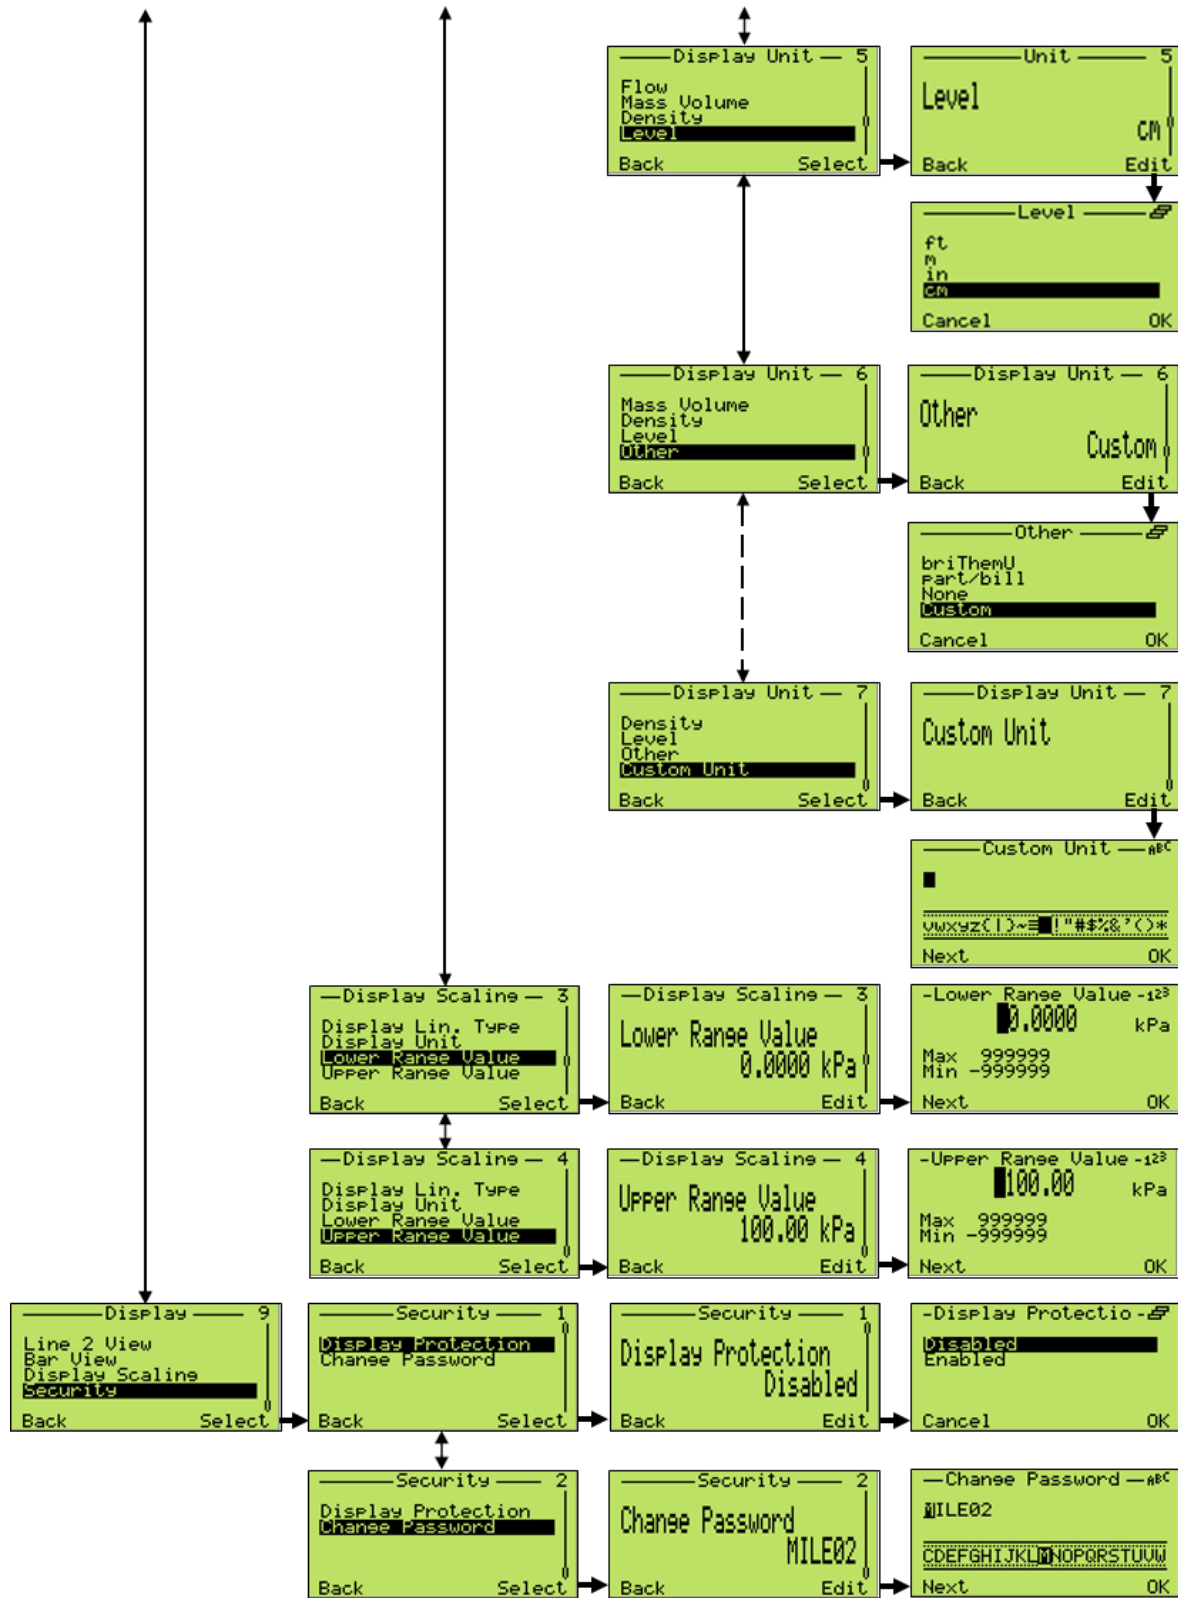 Display Unit 5
Flow
Mass Volume
Density
Level
Back Select
Unit 5
Level
cm
Back Edit
Level
ft
m
in
cm
Cancel OK
Display Unit 6
Mass Volume
Density
Level
Other
Back Select
Display Unit 6
Other
Custom
Back Edit
Other
briThemU
part/bill
None
Custom
Cancel OK
Display Unit 7
Density
Level
Other
Custom Unit
Back Select
Display Unit 7
Custom Unit
Back Edit
Custom Unit ABC
vwxyz{|}~≡ !"#$%&'()*
Next OK
Display Scaling 3
Display Lin. Type
Display Unit
Lower Range Value
Upper Range Value
Back Select
Display Scaling 3
Lower Range Value
0.0000 kPa
Back Edit
-Lower Range Value -123
0.0000 kPa
Max 999999
Min -999999
Next OK
Display Scaling 4
Display Lin. Type
Display Unit
Lower Range Value
Upper Range Value
Back Select
Display Scaling 4
Upper Range Value
100.00 kPa
Back Edit
-Upper Range Value -123
100.00 kPa
Max 999999
Min -999999
Next OK
Display 9
Line 2 View
Bar View
Display Scaling
Security
Back Select
Security 1
Display Protection
Change Password
Back Select
Security 1
Display Protection
Disabled
Back Edit
-Display Protectio -
Disabled
Enabled
Cancel OK
Security 2
Display Protection
Change Password
Back Select
Security 2
Change Password
MILE02
Back Edit
Change Password ABC
MILE02
CDEFGHIJKLMNOPQRSTUVW
Next OK